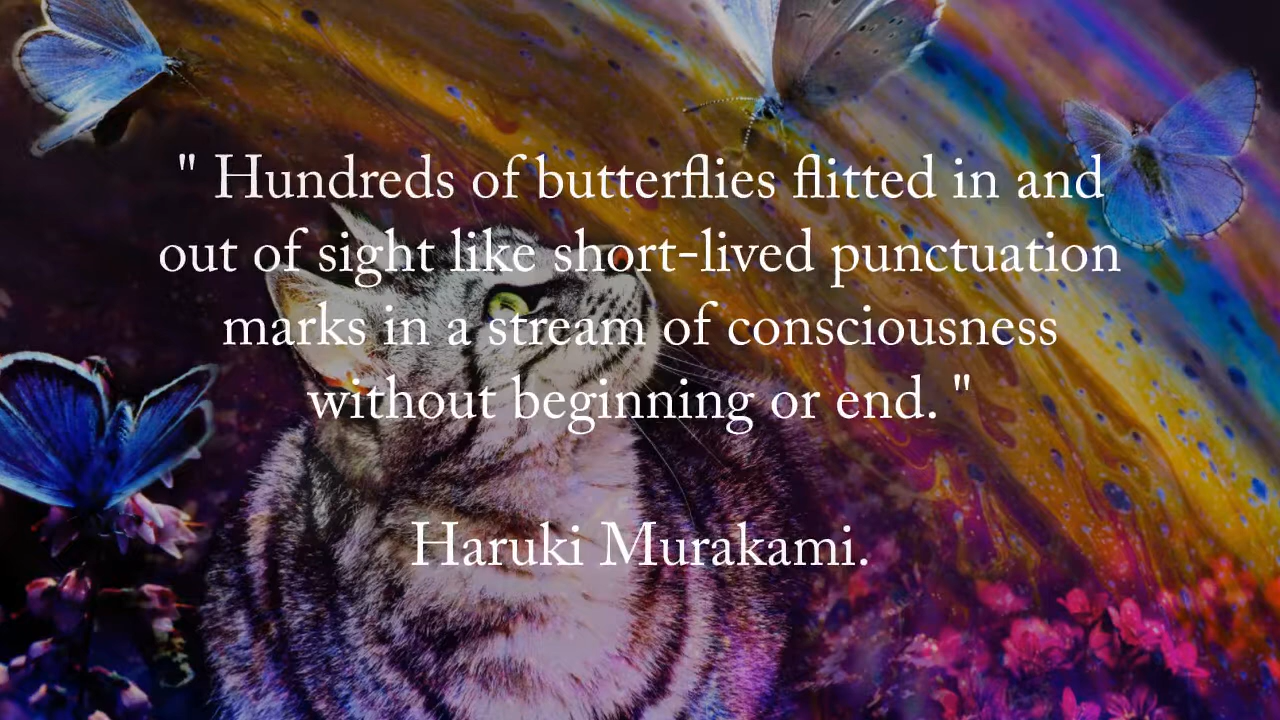 " Hundreds of butterflies flitted in and
out of sight like short-lived punctuation
marks in a stream of consciousness
without beginning or end. "
Haruki Murakami.